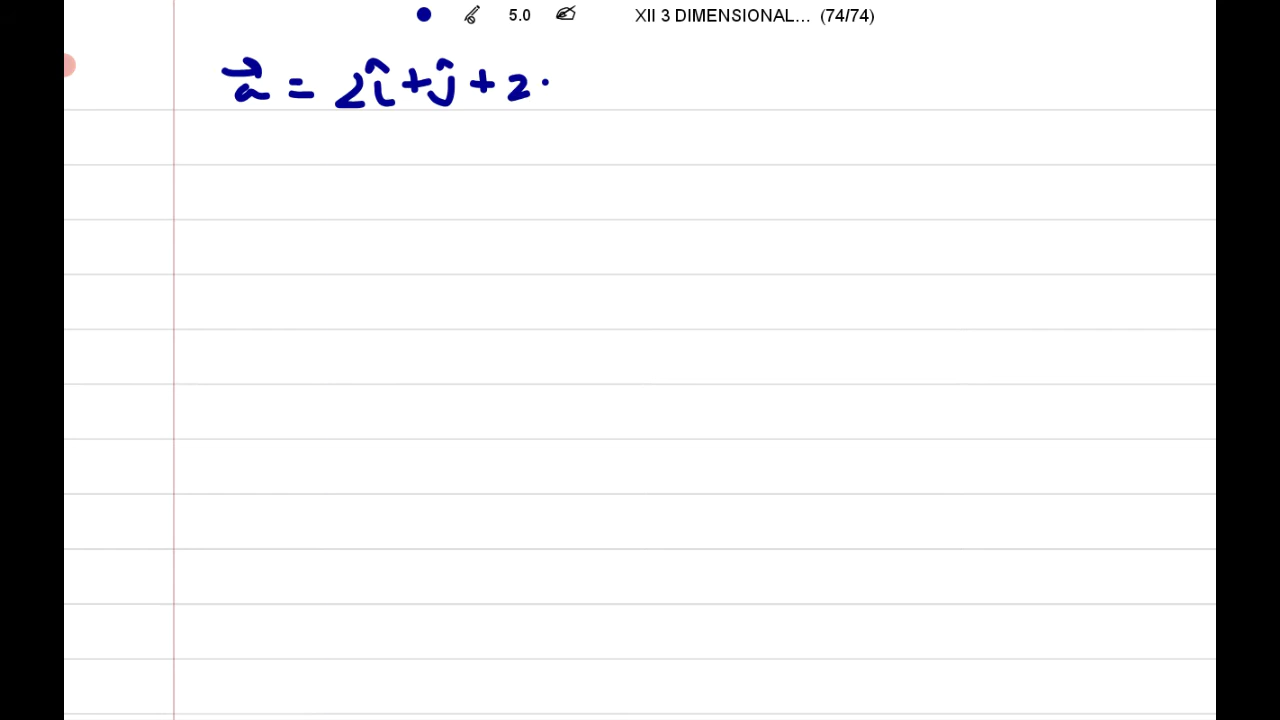 5.0 XII 3 DIMENSIONAL... (74/74)
a⃗ = 2î + ĵ + 2